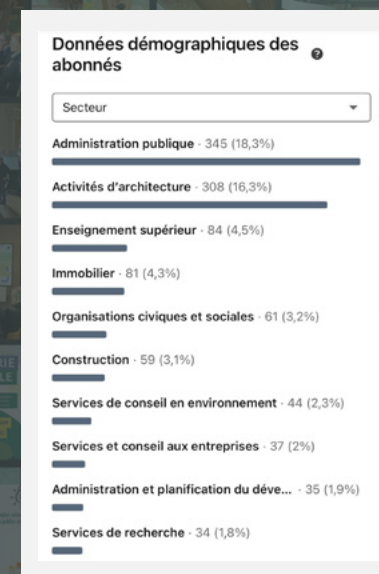 Données démographiques des
abonnés
Secteur
Administration publique · 345 (18,3%)
Activités d'architecture · 308 (16,3%)
Enseignement supérieur · 84 (4,5%)
Immobilier · 81 (4,3%)
Organisations civiques et sociales · 61 (3,2%)
Construction · 59 (3,1%)
Services de conseil en environnement · 44 (2,3%)
Services et conseil aux entreprises · 37 (2%)
Administration et planification du déve... · 35 (1,9%)
Services de recherche · 34 (1,8%)